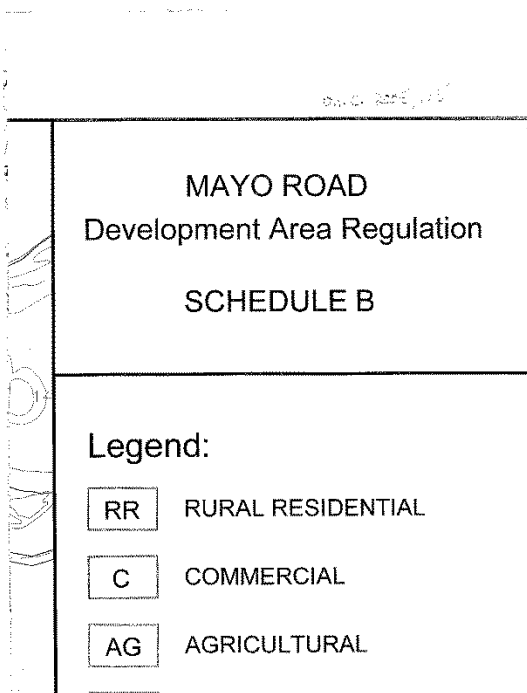 MAYO ROAD
Development Area Regulation
SCHEDULE B
Legend:
RR RURAL RESIDENTIAL
C COMMERCIAL
AG AGRICULTURAL